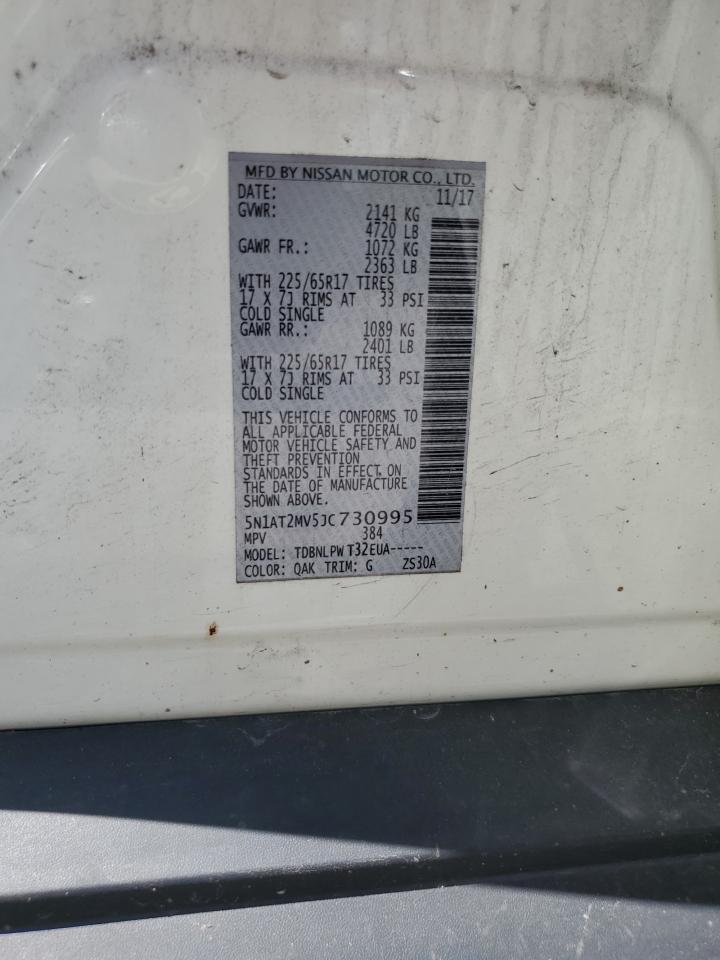 MFD BY NISSAN MOTOR CO., LTD.
DATE: 11/17
GVWR: 2141 KG
4720 LB
GAWR FR.: 1072 KG
2363 LB
WITH 225/65R17 TIRES
17 X 7J RIMS AT 33 PSI
COLD SINGLE
GAWR RR.: 1089 KG
2401 LB
WITH 225/65R17 TIRES
17 X 7J RIMS AT 33 PSI
COLD SINGLE
THIS VEHICLE CONFORMS TO
ALL APPLICABLE FEDERAL
MOTOR VEHICLE SAFETY AND
THEFT PREVENTION
STANDARDS IN EFFECT ON
THE DATE OF MANUFACTURE
SHOWN ABOVE.
5N1AT2MV5JC730995
MPV 384
MODEL: TDBNLPW T32EUA-----
COLOR: QAK TRIM: G ZS30A